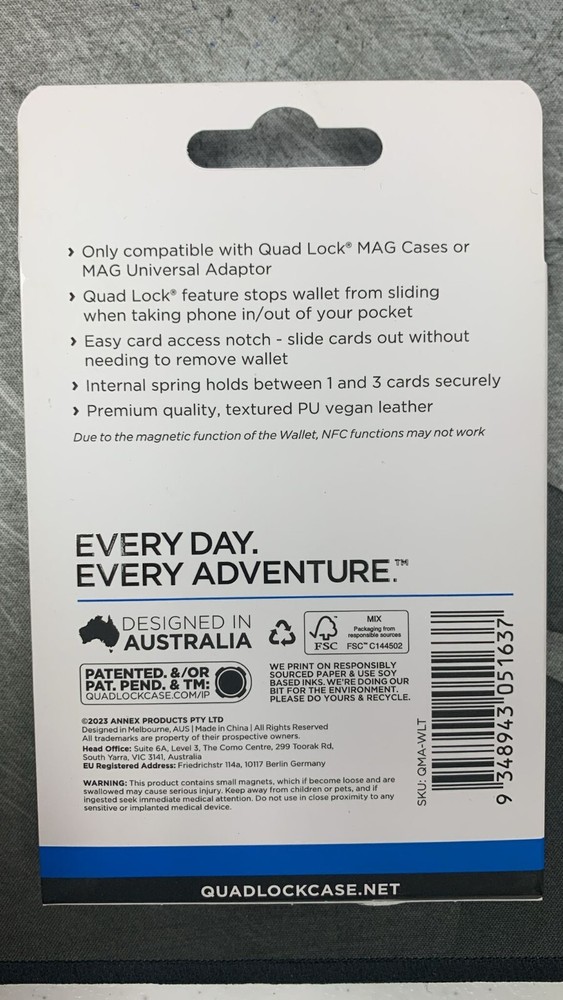 › Only compatible with Quad Lock® MAG Cases or
MAG Universal Adaptor
› Quad Lock® feature stops wallet from sliding
when taking phone in/out of your pocket
› Easy card access notch - slide cards out without
needing to remove wallet
› Internal spring holds between 1 and 3 cards securely
› Premium quality, textured PU vegan leather
Due to the magnetic function of the Wallet, NFC functions may not work
EVERY DAY.
EVERY ADVENTURE.™
DESIGNED IN
AUSTRALIA
FSC
MIX
Packaging from
responsible sources
FSC™ C144502
PATENTED. &/OR
PAT. PEND. & TM:
QUADLOCKCASE.COM/IP
WE PRINT ON RESPONSIBLY
SOURCED PAPER & USE SOY
BASED INKS. WE'RE DOING OUR
BIT FOR THE ENVIRONMENT.
PLEASE DO YOURS & RECYCLE.
©2023 ANNEX PRODUCTS PTY LTD
Designed in Melbourne, AUS | Made in China | All Rights Reserved
All trademarks are property of their prospective owners.
Head Office: Suite 6A, Level 3, The Como Centre, 299 Toorak Rd,
South Yarra, VIC 3141, Australia
EU Registered Address: Friedrichstr 114a, 10117 Berlin Germany
WARNING: This product contains small magnets, which if become loose and are
swallowed may cause serious injury. Keep away from children or pets, and if
ingested seek immediate medical attention. Do not use in close proximity to any
sensitive or implanted medical device.
SKU: QMA-WLT
9 348943 051637
QUADLOCKCASE.NET